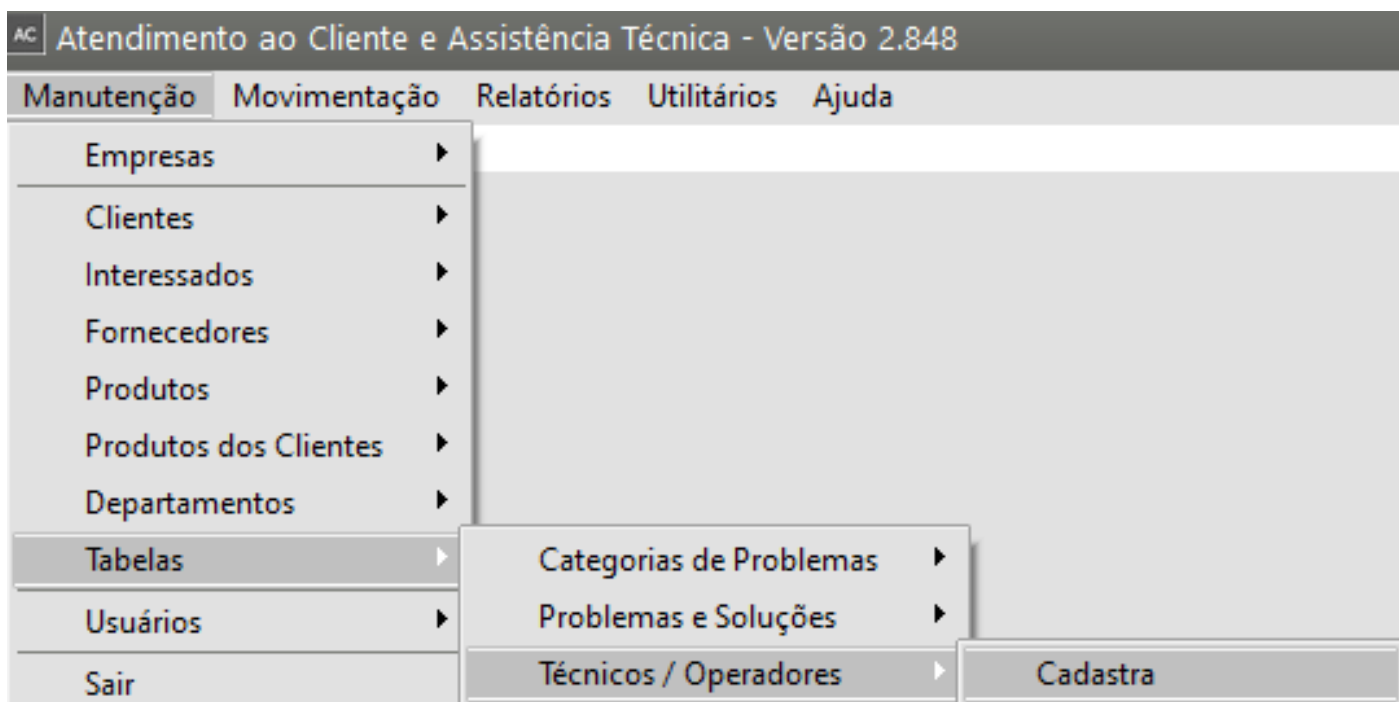 AC Atendimento ao Cliente e Assistência Técnica - Versão 2.848
Manutenção Movimentação Relatórios Utilitários Ajuda
Empresas
Clientes
Interessados
Fornecedores
Produtos
Produtos dos Clientes
Departamentos
Tabelas
Usuários
Sair
Categorias de Problemas
Problemas e Soluções
Técnicos / Operadores
Cadastra